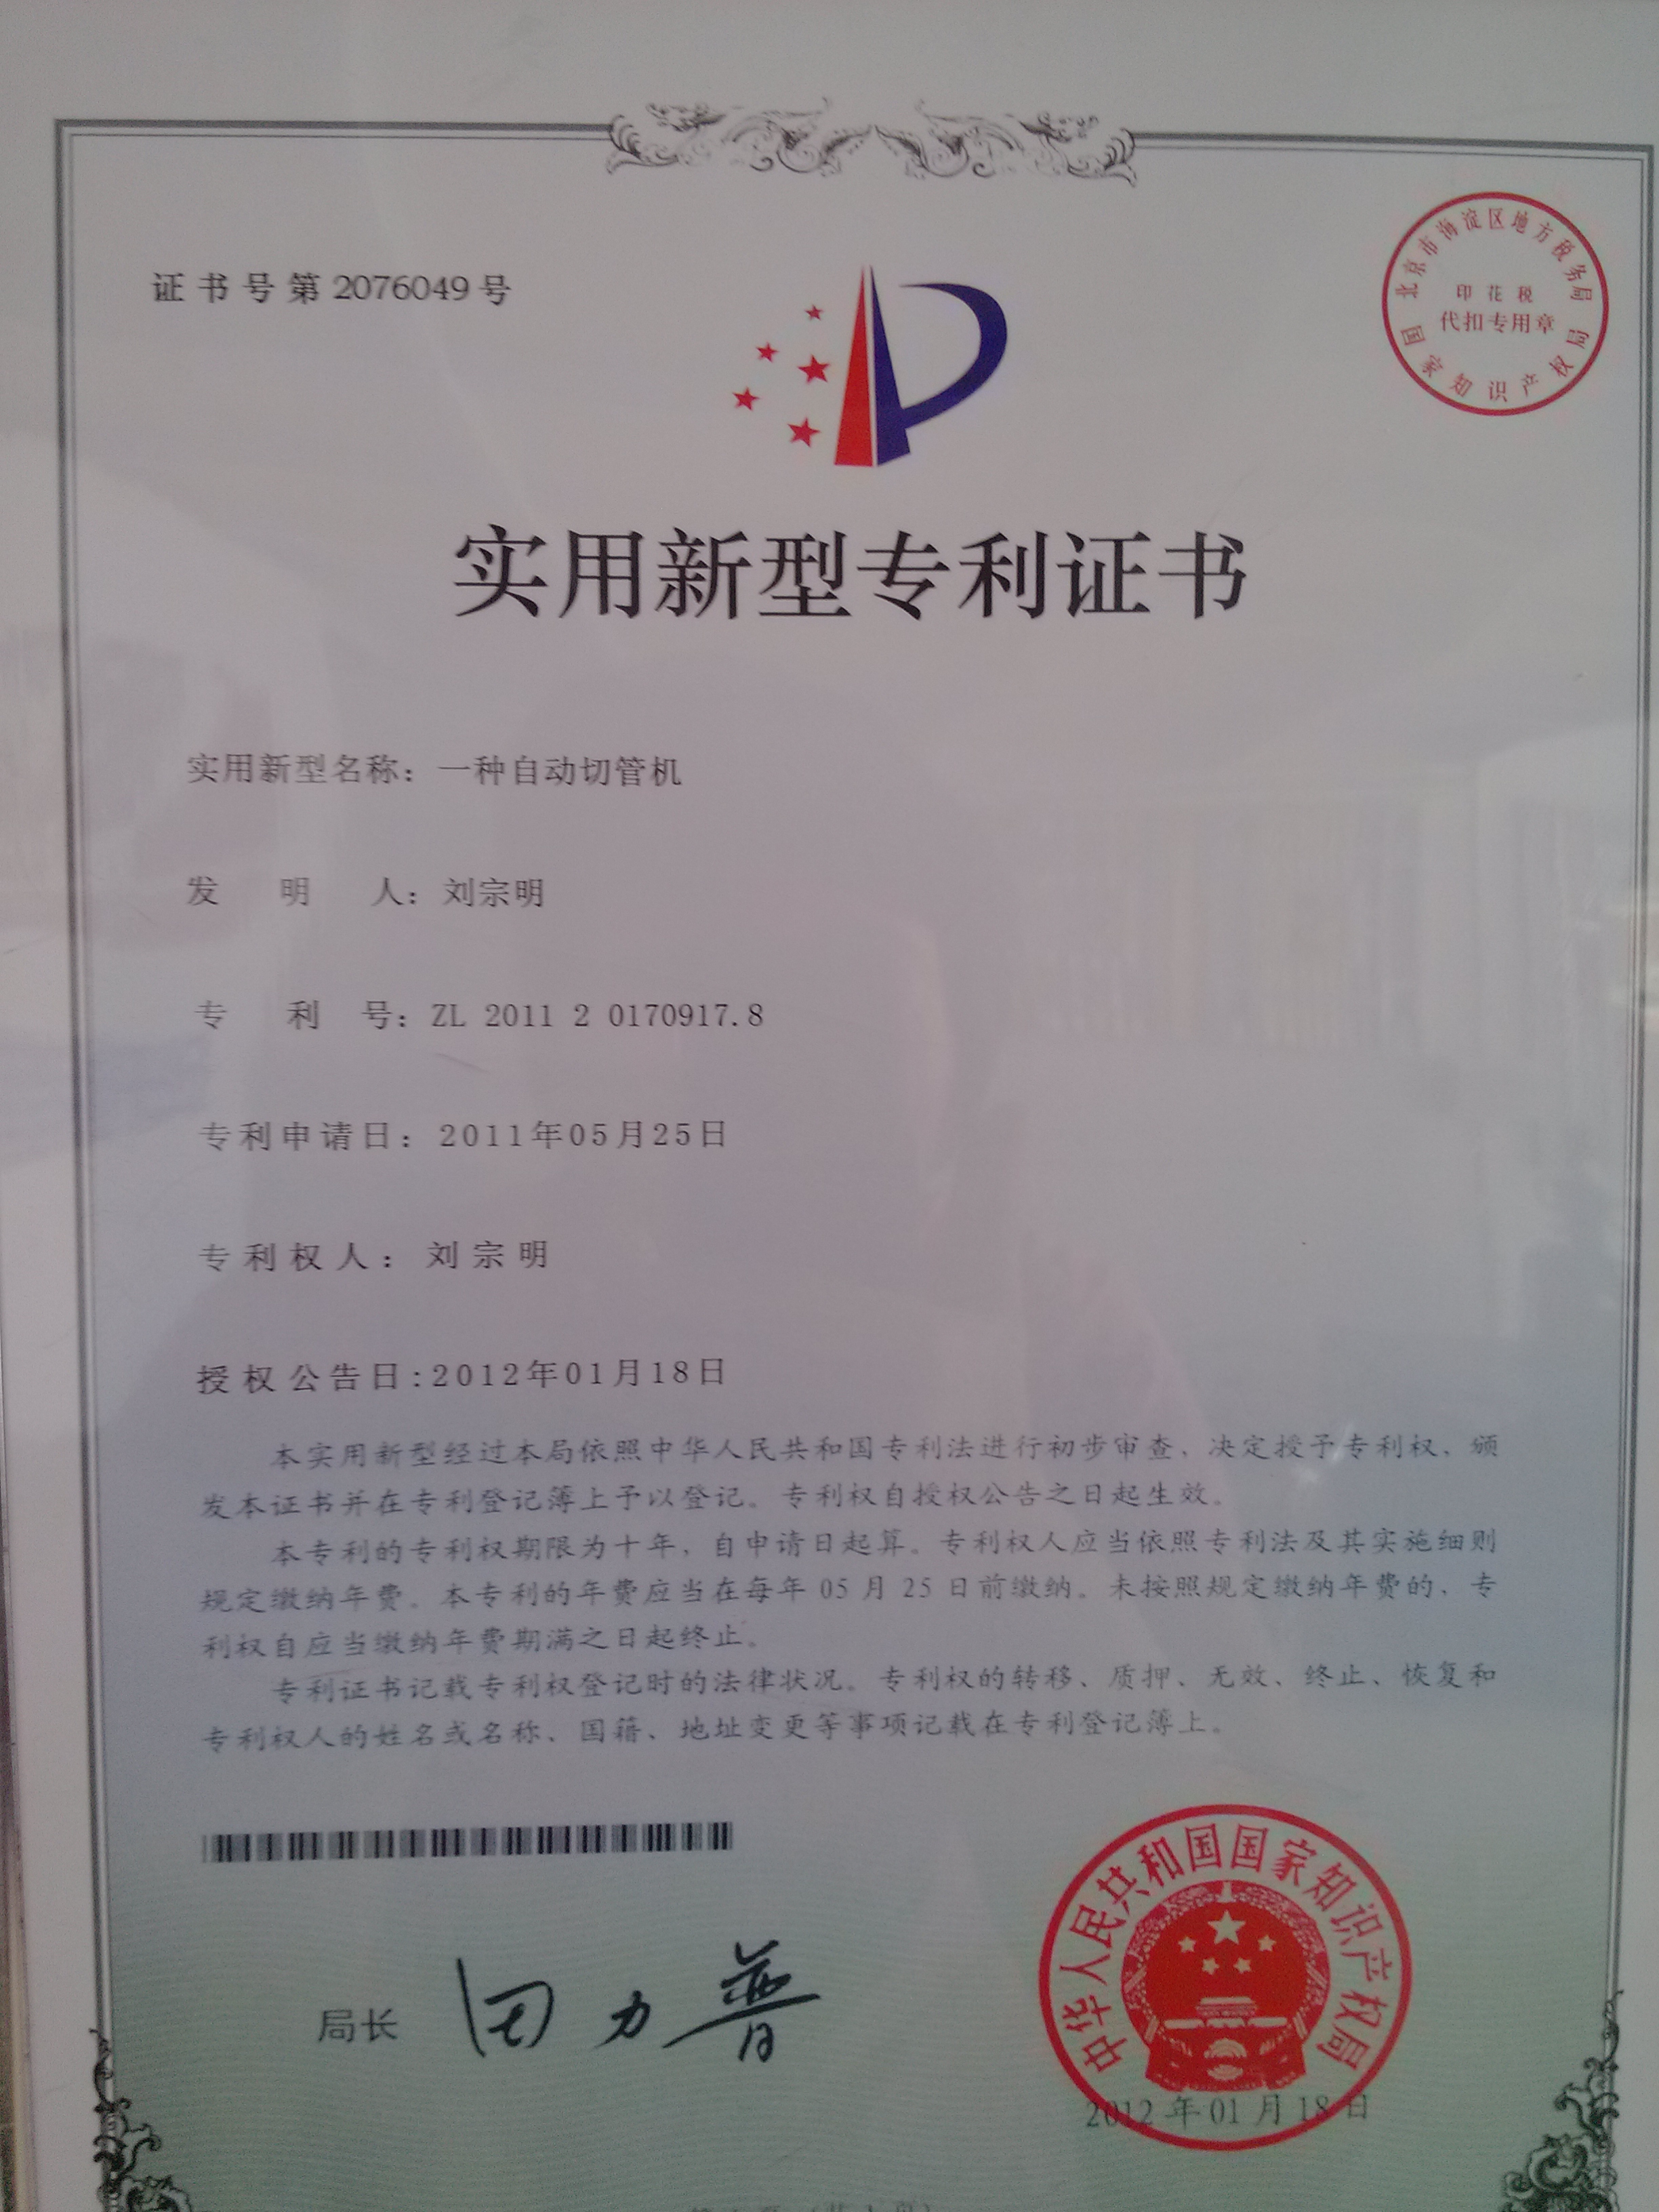 证书号第2076049号
北京市海淀区地方税务局
印花税
代扣专用章
国家知识产权局
实用新型专利证书
实用新型名称：一种自动切管机
发明人：刘宗明
专利号：ZL 2011 2 0170917.8
专利申请日：2011年05月25日
专利权人：刘宗明
授权公告日：2012年01月18日
本实用新型经过本局依照中华人民共和国专利法进行初步审查，决定授予专利权，颁
发本证书并在专利登记簿上予以登记。专利权自授权公告之日起生效。
本专利的专利权期限为十年，自申请日起算。专利权人应当依照专利法及其实施细则
规定缴纳年费。本专利的年费应当在每年 05 月 25 日前缴纳。未按照规定缴纳年费的，专
利权自应当缴纳年费期满之日起终止。
专利证书记载专利权登记时的法律状况。专利权的转移、质押、无效、终止、恢复和
专利权人的姓名或名称、国籍、地址变更等事项记载在专利登记簿上。
局长 田力普
中华人民共和国国家知识产权局
2012年01月18日